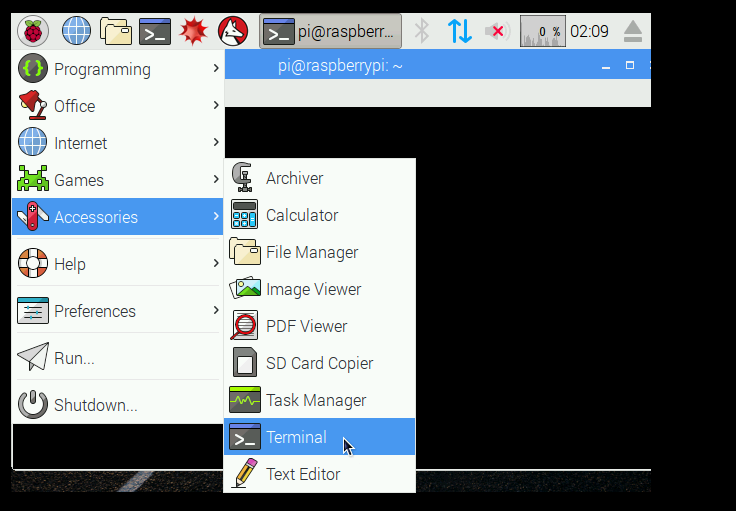 pi@raspberr...
0 %
02:09
pi@raspberrypi: ~
Programming
Office
Internet
Games
Accessories
Help
Preferences
Run...
Shutdown...
Archiver
Calculator
File Manager
Image Viewer
PDF Viewer
SD Card Copier
Task Manager
Terminal
Text Editor